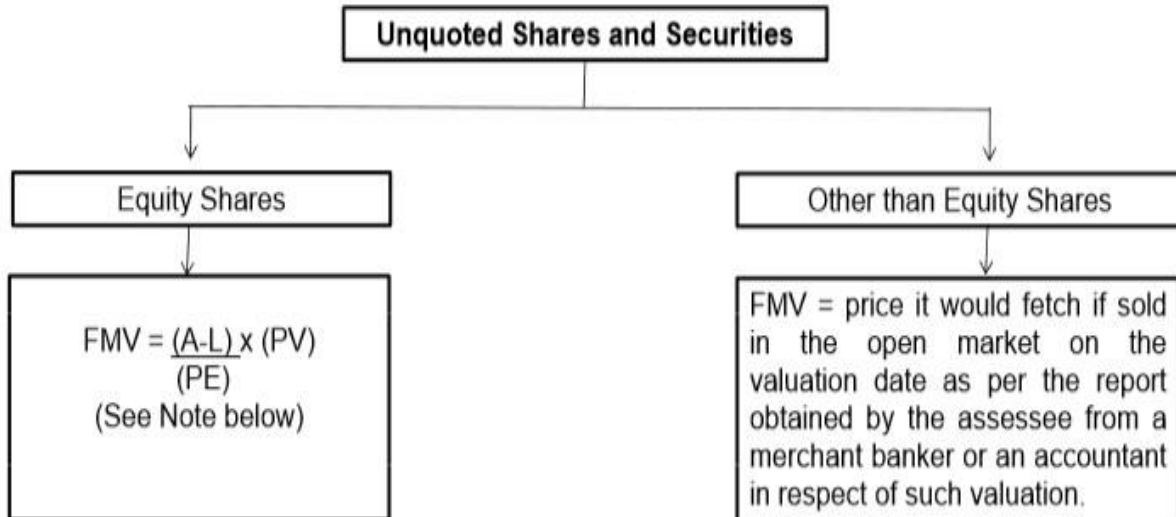 Unquoted Shares and Securities
Equity Shares
Other than Equity Shares
FMV = (A-L) x (PV)
(PE)
(See Note below)
FMV = price it would fetch if sold
in the open market on the
valuation date as per the report
obtained by the assessee from a
merchant banker or an accountant
in respect of such valuation.